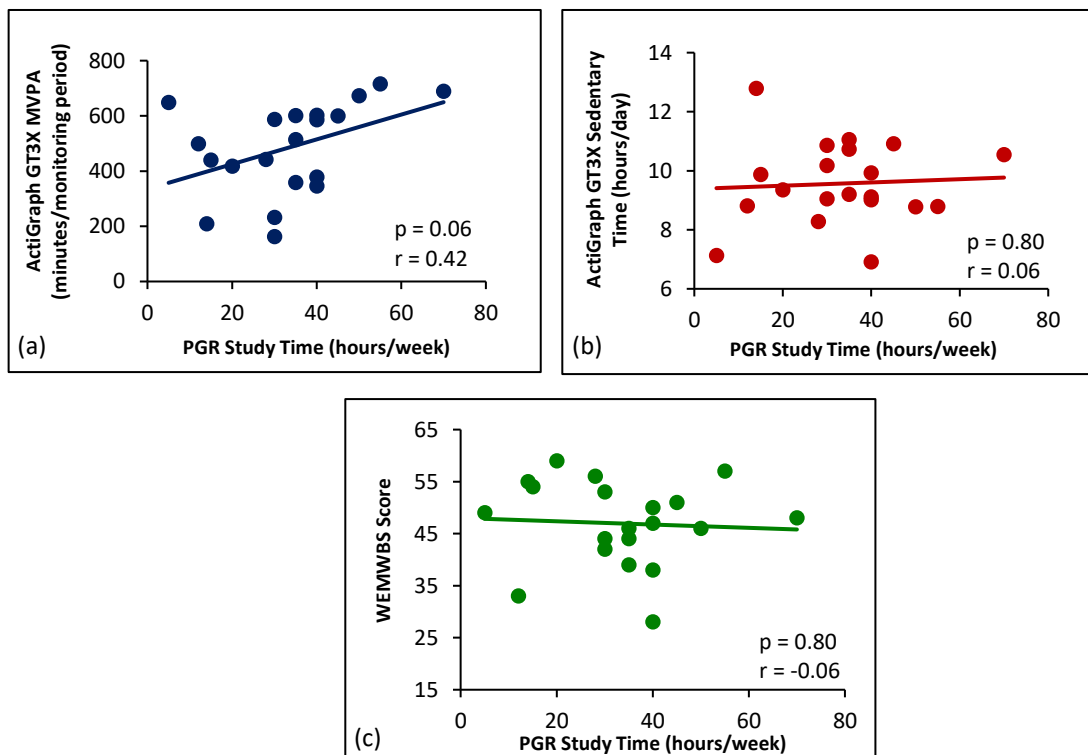 ActiGraph GT3X MVPA
(minutes/monitoring period)
800
600
400
200
0
p = 0.06
r = 0.42
0 20 40 60 80
(a)
PGR Study Time (hours/week)
ActiGraph GT3X Sedentary
Time (hours/day)
14
12
10
8
6
p = 0.80
r = 0.06
0 20 40 60 80
(b)
PGR Study Time (hours/week)
WEMWBS Score
65
55
45
35
25
15
p = 0.80
r = -0.06
0 20 40 60 80
(c)
PGR Study Time (hours/week)